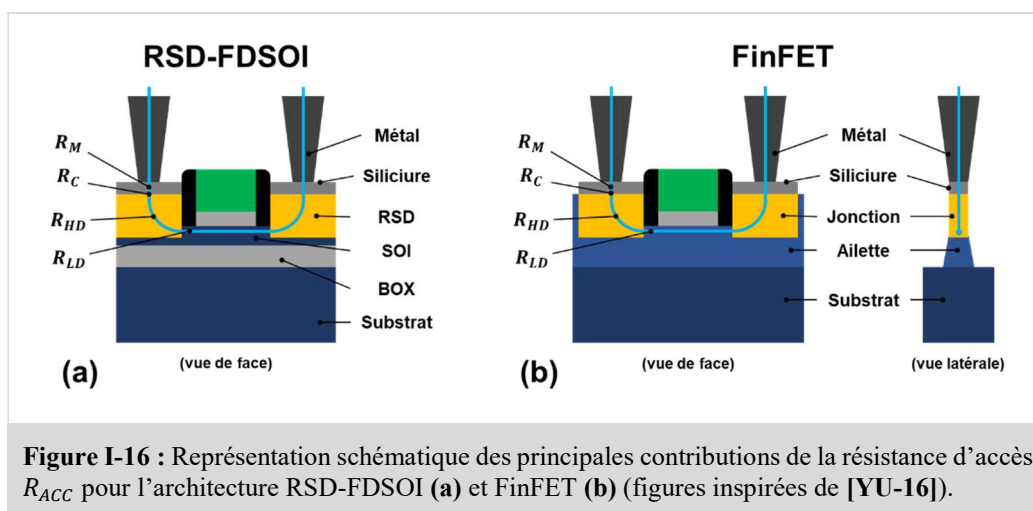 RSD-FDSOI
R_M
R_C
R_HD
R_LD
Métal
Siliciure
RSD
SOI
BOX
Substrat
(a)
(vue de face)
FinFET
R_M
R_C
R_HD
R_LD
Métal
Siliciure
Jonction
Ailette
Substrat
(b)
(vue de face)
(vue latérale)
Figure I-16 : Représentation schématique des principales contributions de la résistance d’accès
R_ACC pour l’architecture RSD-FDSOI (a) et FinFET (b) (figures inspirées de [YU-16]).